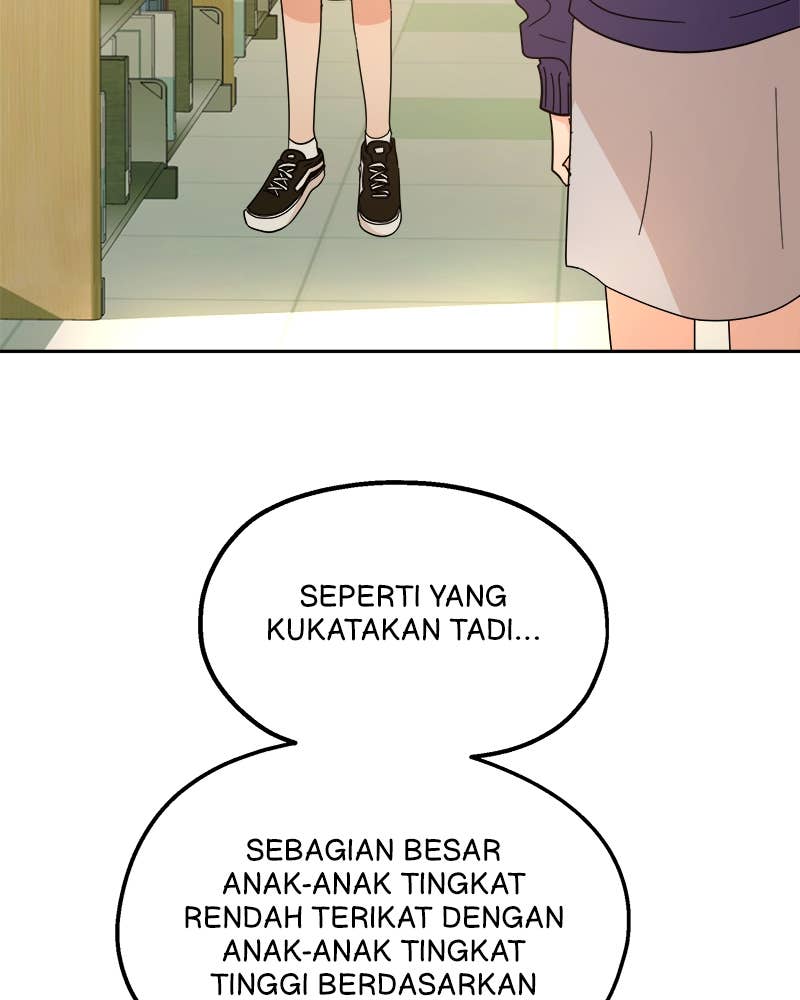 SEPERTI YANG
KUKATAKAN TADI...
SEBAGIAN BESAR
ANAK-ANAK TINGKAT
RENDAH TERIKAT DENGAN
ANAK-ANAK TINGKAT
TINGGI BERDASARKAN